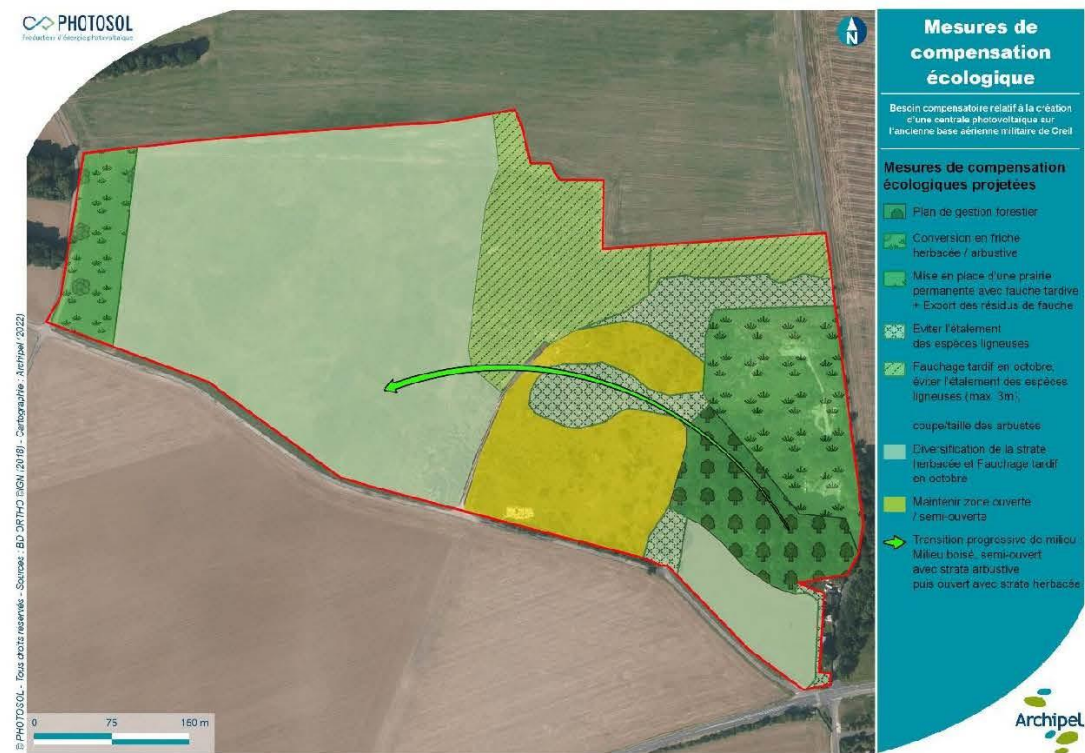 PHOTOSOL
Producteur d'énergie photovoltaïque
N
Mesures de
compensation
écologique
Besoin compensatoire relatif à la création
d'une centrale photovoltaïque sur
l'ancienne base aérienne militaire de Creil
Mesures de compensation
écologiques projetées
Plan de gestion forestier
Conversion en friche
herbacée / arbustive
Mise en place d'une prairie
permanente avec fauche tardive
+ Export des résidus de fauche
Eviter l'étalement
des espèces ligneuses
Fauchage tardif en octobre,
éviter l'étalement des espèces
ligneuses (max. 3m),
coupe/taille des arbustes
Diversification de la strate
herbacée et Fauchage tardif
en octobre
Maintenir zone ouverte
/ semi-ouverte
Transition progressive de milieu
Milieu boisé, semi-ouvert
avec strate arbustive
puis ouvert avec strate herbacée
© PHOTOSOL - Tous droits réservés - Sources : BD ORTHO ©IGN (2018) - Cartographie : Archipel (2022)
0 75 150 m
Archipel